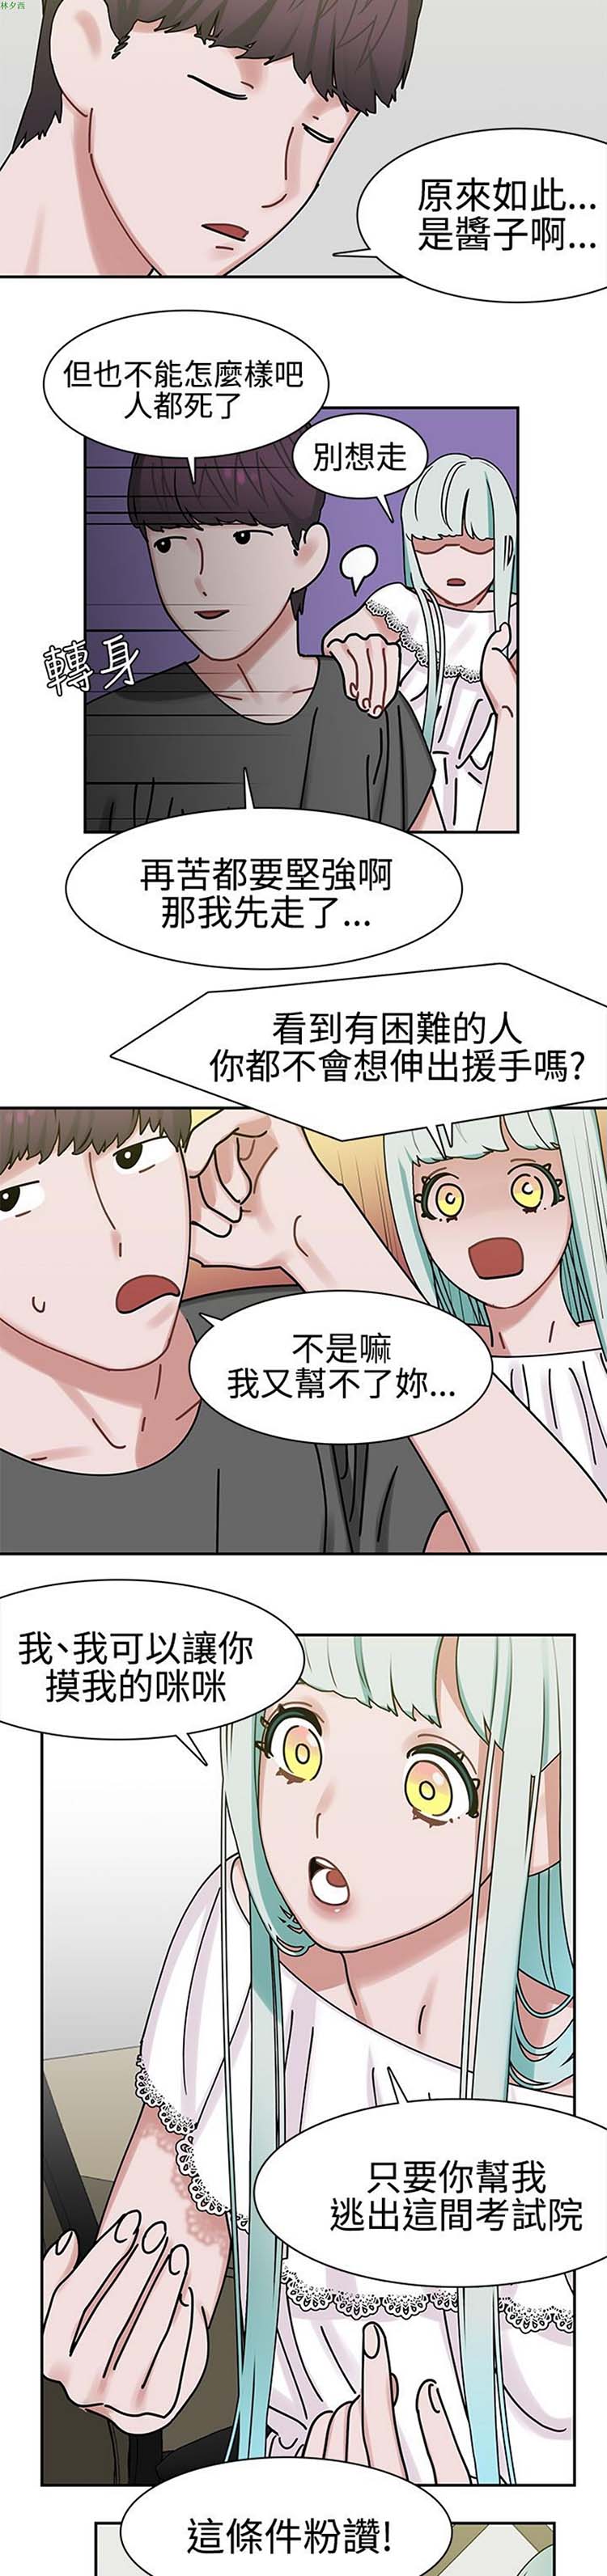 林夕西
原來如此...
是醬子啊...
但也不能怎麼樣吧
人都死了
別想走
轉身
再苦都要堅強啊
那我先走了...
看到有困難的人
你都不會想伸出援手嗎?
不是嘛
我又幫不了妳...
我、我可以讓你
摸我的咪咪
只要你幫我
逃出這間考試院
這條件粉讚!